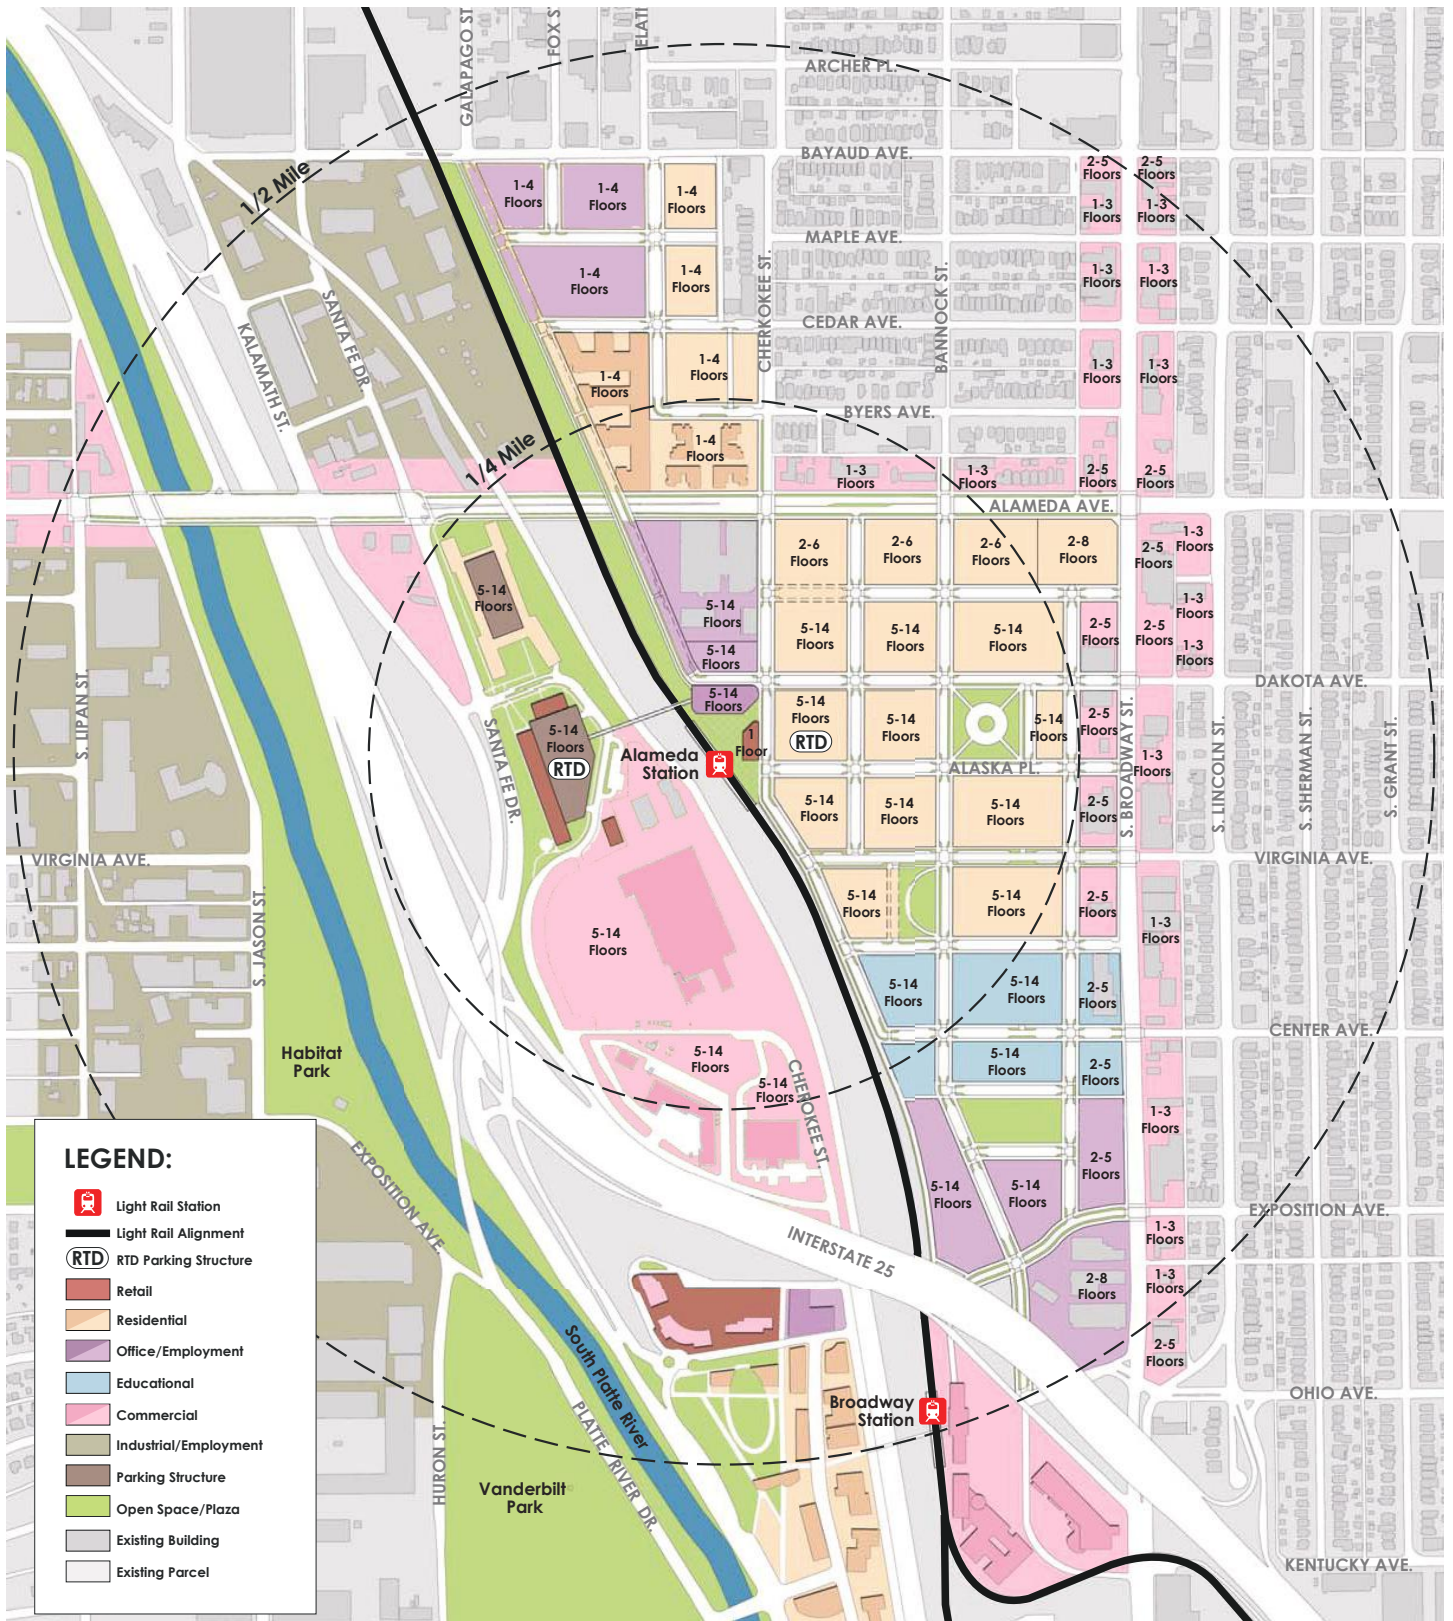 GALAPAGO ST
FOX S
ELATI
ARCHER PL.
BAYAUD AVE.
1/2 Mile
1-4
Floors
1-4
Floors
1-4
Floors
2-5
Floors
2-5
Floors
1-3
Floors
1-3
Floors
MAPLE AVE.
1-4
Floors
1-4
Floors
CHERKOKEE ST.
BANNOCK ST.
1-3
Floors
1-3
Floors
SANTA FE DR.
KALAMATH ST.
CEDAR AVE.
1-4
Floors
1-4
Floors
1-3
Floors
1-3
Floors
BYERS AVE.
1/4 Mile
1-4
Floors
1-3
Floors
1-3
Floors
2-5
Floors
2-5
Floors
ALAMEDA AVE.
2-6
Floors
2-6
Floors
2-6
Floors
2-8
Floors
2-5
Floors
1-3
Floors
5-14
Floors
5-14
Floors
5-14
Floors
5-14
Floors
5-14
Floors
5-14
Floors
2-5
Floors
2-5
Floors
1-3
Floors
1-3
Floors
DAKOTA AVE.
S. LIPAN ST.
SANTA FE DR.
5-14
Floors
RTD
5-14
Floors
1
Floor
5-14
Floors
RTD
5-14
Floors
5-14
Floors
2-5
Floors
1-3
Floors
Alameda
Station
ALASKA PL.
S. BROADWAY ST.
S. LINCOLN ST.
S. SHERMAN ST.
S. GRANT ST.
5-14
Floors
5-14
Floors
5-14
Floors
2-5
Floors
VIRGINIA AVE.
VIRGINIA AVE.
S. JASON ST.
5-14
Floors
5-14
Floors
5-14
Floors
2-5
Floors
1-3
Floors
5-14
Floors
5-14
Floors
2-5
Floors
CENTER AVE.
Habitat
Park
5-14
Floors
5-14
Floors
CHEROKEE ST.
5-14
Floors
2-5
Floors
1-3
Floors
EXPOSITION AVE.
5-14
Floors
5-14
Floors
2-5
Floors
EXPOSITION AVE.
INTERSTATE 25
1-3
Floors
2-8
Floors
1-3
Floors
2-5
Floors
South Platte River
OHIO AVE.
Broadway
Station
HURON ST.
PLATTE RIVER DR.
Vanderbilt
Park
KENTUCKY AVE.
LEGEND:
Light Rail Station
Light Rail Alignment
RTD RTD Parking Structure
Retail
Residential
Office/Employment
Educational
Commercial
Industrial/Employment
Parking Structure
Open Space/Plaza
Existing Building
Existing Parcel